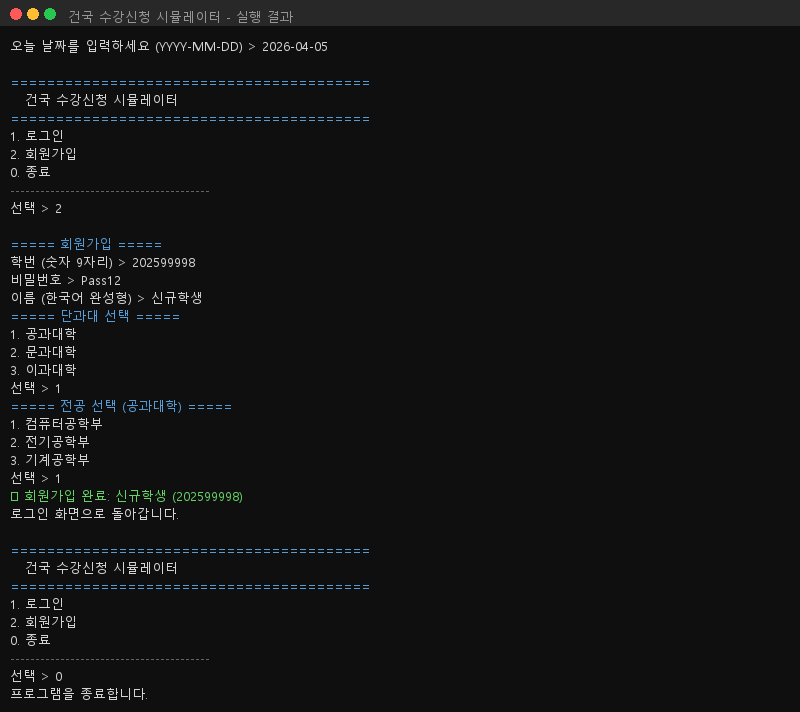 건국 수강신청 시뮬레이터 - 실행 결과
오늘 날짜를 입력하세요 (YYYY-MM-DD) > 2026-04-05
========================================
건국 수강신청 시뮬레이터
========================================
1. 로그인
2. 회원가입
0. 종료
----------------------------------------
선택 > 2
===== 회원가입 =====
학번 (숫자 9자리) > 202599998
비밀번호 > Pass12
이름 (한국어 완성형) > 신규학생
===== 단과대 선택 =====
1. 공과대학
2. 문과대학
3. 이과대학
선택 > 1
===== 전공 선택 (공과대학) =====
1. 컴퓨터공학부
2. 전기공학부
3. 기계공학부
선택 > 1
회원가입 완료: 신규학생 (202599998)
로그인 화면으로 돌아갑니다.
========================================
건국 수강신청 시뮬레이터
========================================
1. 로그인
2. 회원가입
0. 종료
----------------------------------------
선택 > 0
프로그램을 종료합니다.